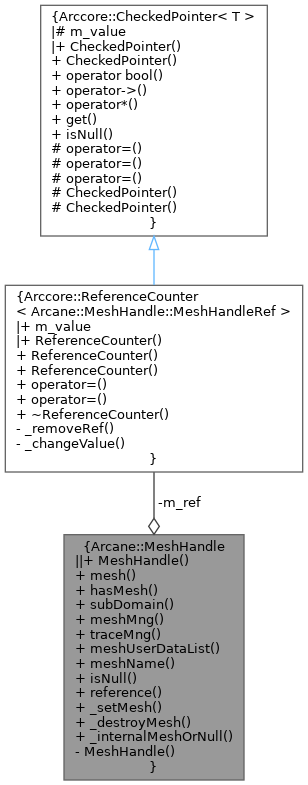 {Arccore::CheckedPointer< T >
|# m_value
|+ CheckedPointer()
+ CheckedPointer()
+ operator bool()
+ operator->()
+ operator*()
+ get()
+ isNull()
# operator=()
# operator=()
# operator=()
# CheckedPointer()
# CheckedPointer()
}
{Arccore::ReferenceCounter
< Arcane::MeshHandle::MeshHandleRef >
|+ m_value
|+ ReferenceCounter()
+ ReferenceCounter()
+ ReferenceCounter()
+ operator=()
+ operator=()
+ ~ReferenceCounter()
- _removeRef()
- _changeValue()
}
-m_ref
{Arcane::MeshHandle
||+ MeshHandle()
+ mesh()
+ hasMesh()
+ subDomain()
+ meshMng()
+ traceMng()
+ meshUserDataList()
+ meshName()
+ isNull()
+ reference()
+ _setMesh()
+ _destroyMesh()
+ _internalMeshOrNull()
- MeshHandle()
}